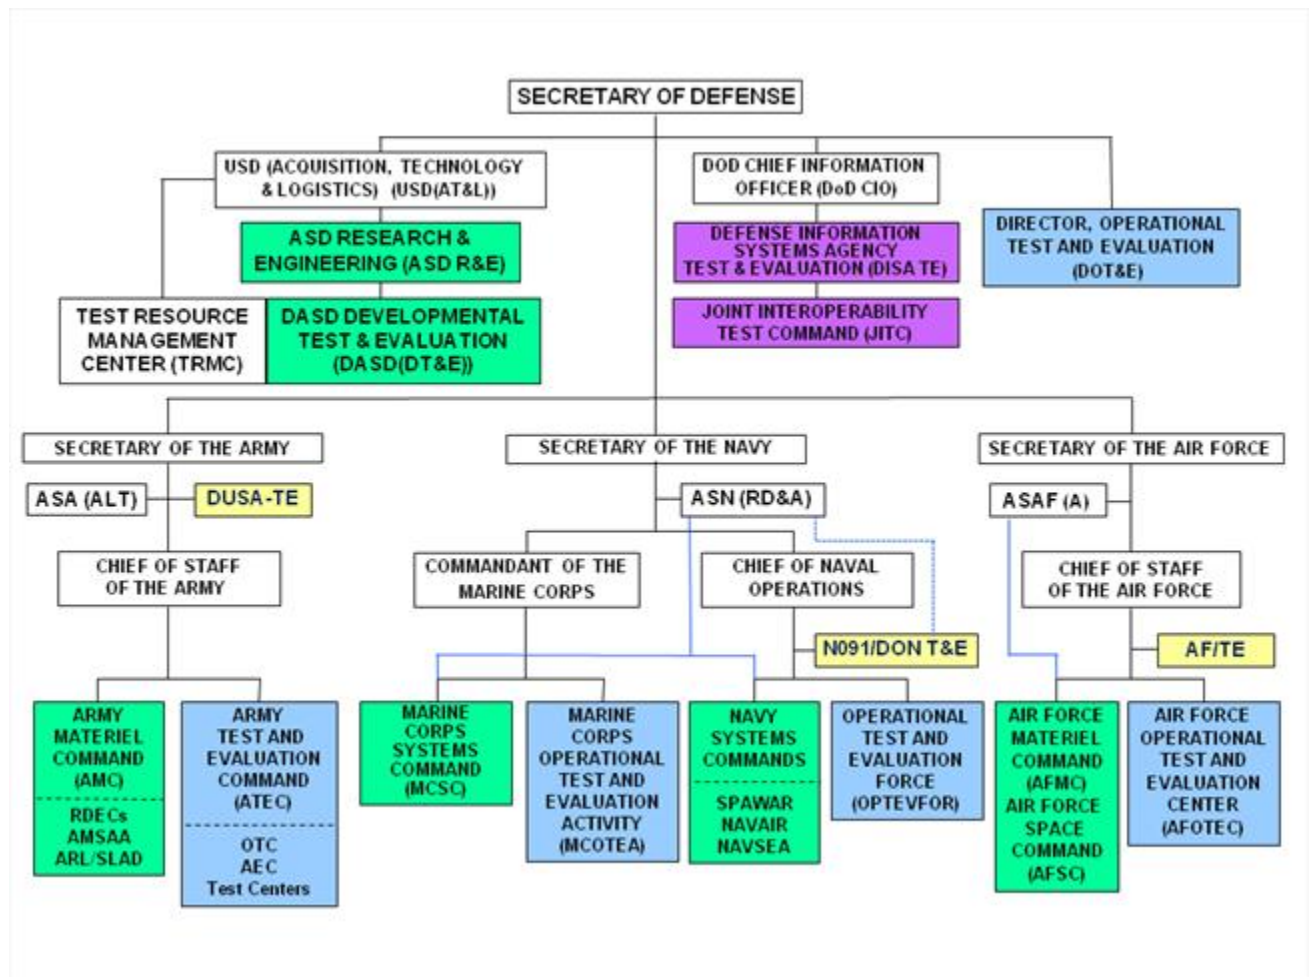 SECRETARY OF DEFENSE
USD (ACQUISITION, TECHNOLOGY
& LOGISTICS) (USD(AT&L))
DOD CHIEF INFORMATION
OFFICER (DoD CIO)
ASD RESEARCH &
ENGINEERING (ASD R&E)
DEFENSE INFORMATION
SYSTEMS AGENCY
TEST & EVALUATION (DISA TE)
DIRECTOR, OPERATIONAL
TEST AND EVALUATION
(DOT&E)
TEST RESOURCE
MANAGEMENT
CENTER (TRMC)
DASD DEVELOPMENTAL
TEST & EVALUATION
(DASD(DT&E))
JOINT INTEROPERABILITY
TEST COMMAND (JITC)
SECRETARY OF THE ARMY
SECRETARY OF THE NAVY
SECRETARY OF THE AIR FORCE
ASA (ALT)
DUSA-TE
ASN (RD&A)
ASAF (A)
CHIEF OF STAFF
OF THE ARMY
COMMANDANT OF THE
MARINE CORPS
CHIEF OF NAVAL
OPERATIONS
CHIEF OF STAFF
OF THE AIR FORCE
N091/DON T&E
AF/TE
ARMY
MATERIEL
COMMAND
(AMC)
RDECs
AMSAA
ARL/SLAD
ARMY
TEST AND
EVALUATION
COMMAND
(ATEC)
OTC
AEC
Test Centers
MARINE
CORPS
SYSTEMS
COMMAND
(MCSC)
MARINE
CORPS
OPERATIONAL
TEST AND
EVALUATION
ACTIVITY
(MCOTEA)
NAVY
SYSTEMS
COMMANDS
SPAWAR
NAVAIR
NAVSEA
OPERATIONAL
TEST AND
EVALUATION
FORCE
(OPTEVFOR)
AIR FORCE
MATERIEL
COMMAND
(AFMC)
AIR FORCE
SPACE
COMMAND
(AFSC)
AIR FORCE
OPERATIONAL
TEST AND
EVALUATION
CENTER
(AFOTEC)